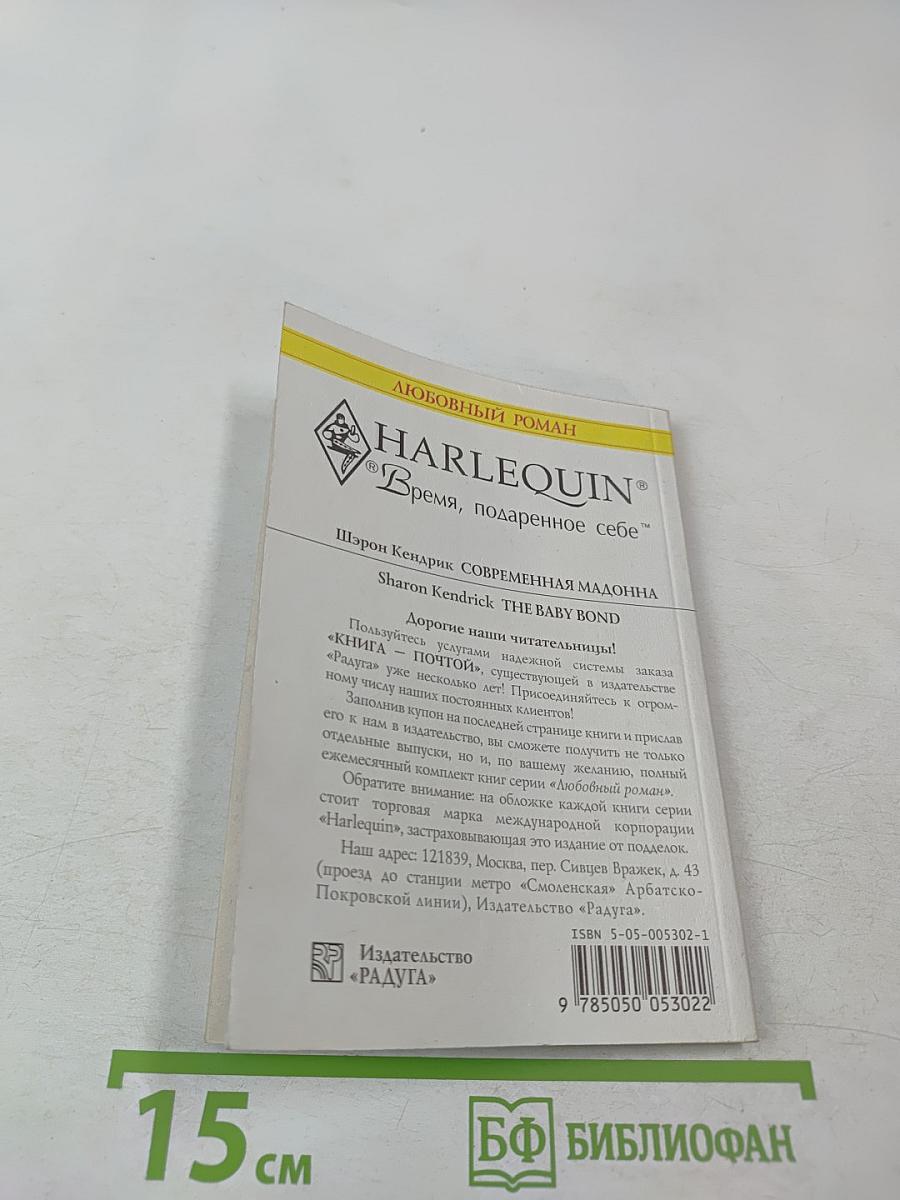 ЛЮБОВНЫЙ РОМАН
HARLEQUIN®
® Время, подаренное себе™
Шэрон Кендрик СОВРЕМЕННАЯ МАДОННА
Sharon Kendrick THE BABY BOND
Дорогие наши читательницы!
Пользуйтесь услугами надежной системы заказа
«КНИГА — ПОЧТОЙ», существующей в издательстве
«Радуга» уже несколько лет! Присоединяйтесь к огром-
ному числу наших постоянных клиентов!
Заполнив купон на последней странице книги и прислав
его к нам в издательство, вы сможете получить не только
отдельные выпуски, но и, по вашему желанию, полный
ежемесячный комплект книг серии «Любовный роман».
Обратите внимание: на обложке каждой книги серии
стоит торговая марка международной корпорации
«Harlequin», застраховывающая это издание от подделок.
Наш адрес: 121839, Москва, пер. Сивцев Вражек, д. 43
(проезд до станции метро «Смоленская» Арбатско-
Покровской линии), Издательство «Радуга».
ISBN 5-05-005302-1
Издательство
«РАДУГА»
9 785050 053022
15 см
БФ БИБЛИОФАН